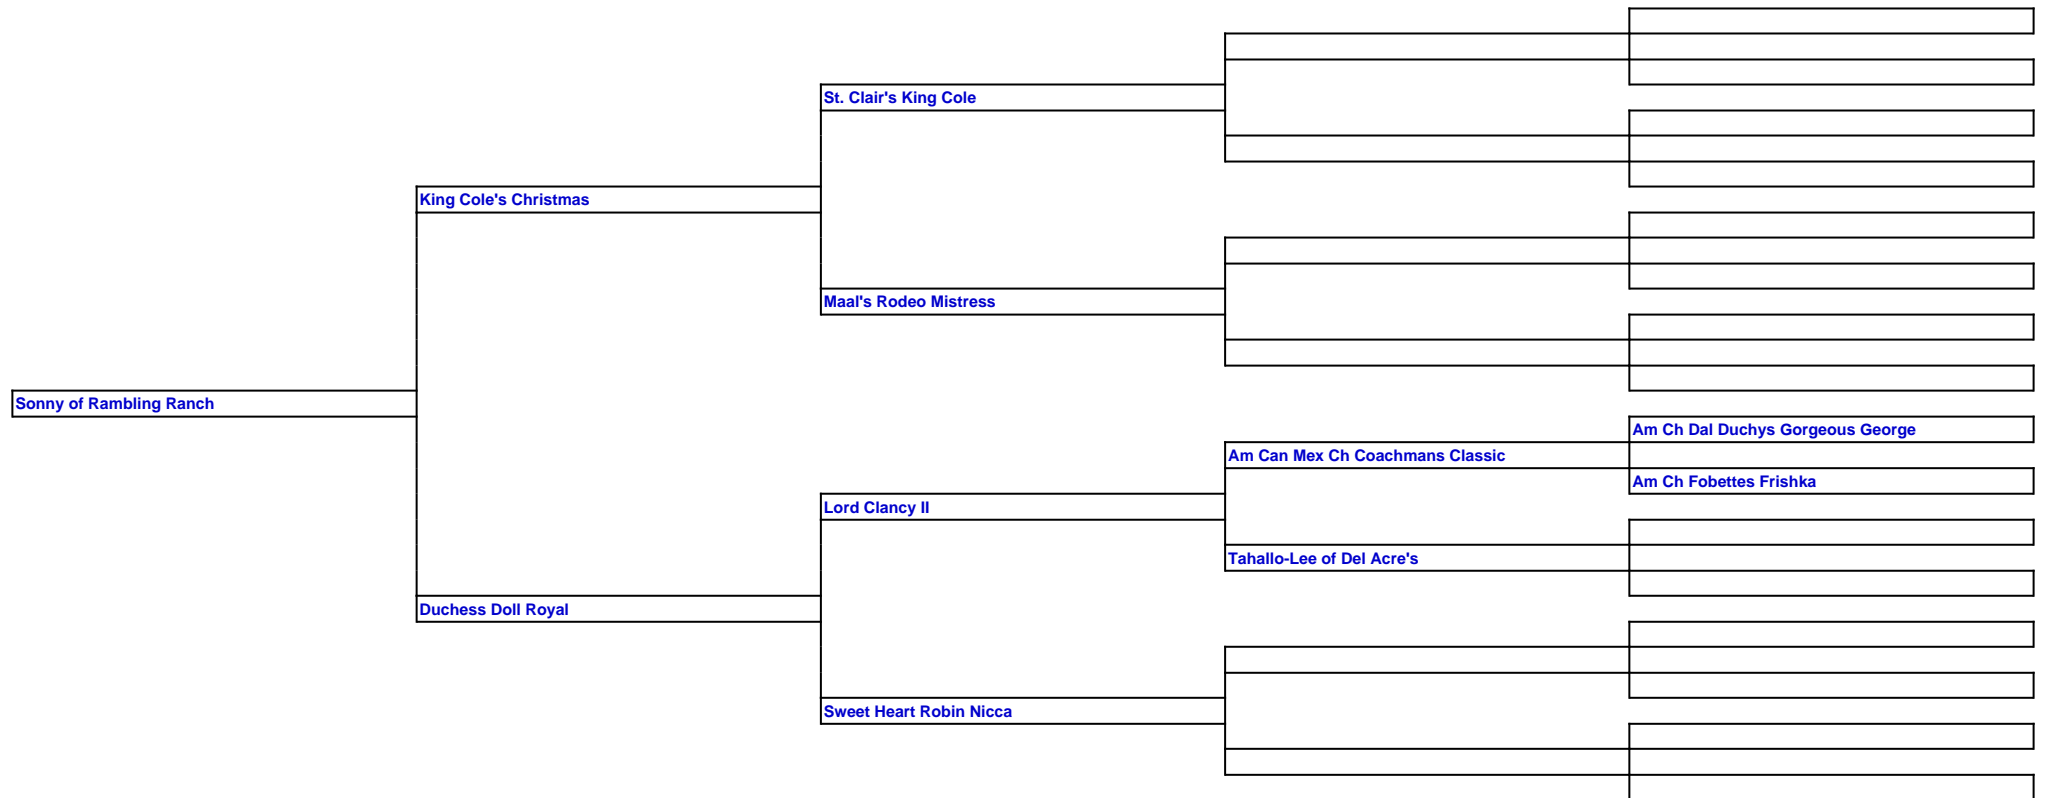 St. Clair's King Cole
King Cole's Christmas
Maal's Rodeo Mistress
Sonny of Rambling Ranch
Am Ch Dal Duchys Gorgeous George
Am Can Mex Ch Coachmans Classic
Am Ch Fobettes Frishka
Lord Clancy II
Tahallo-Lee of Del Acre's
Duchess Doll Royal
Sweet Heart Robin Nicca